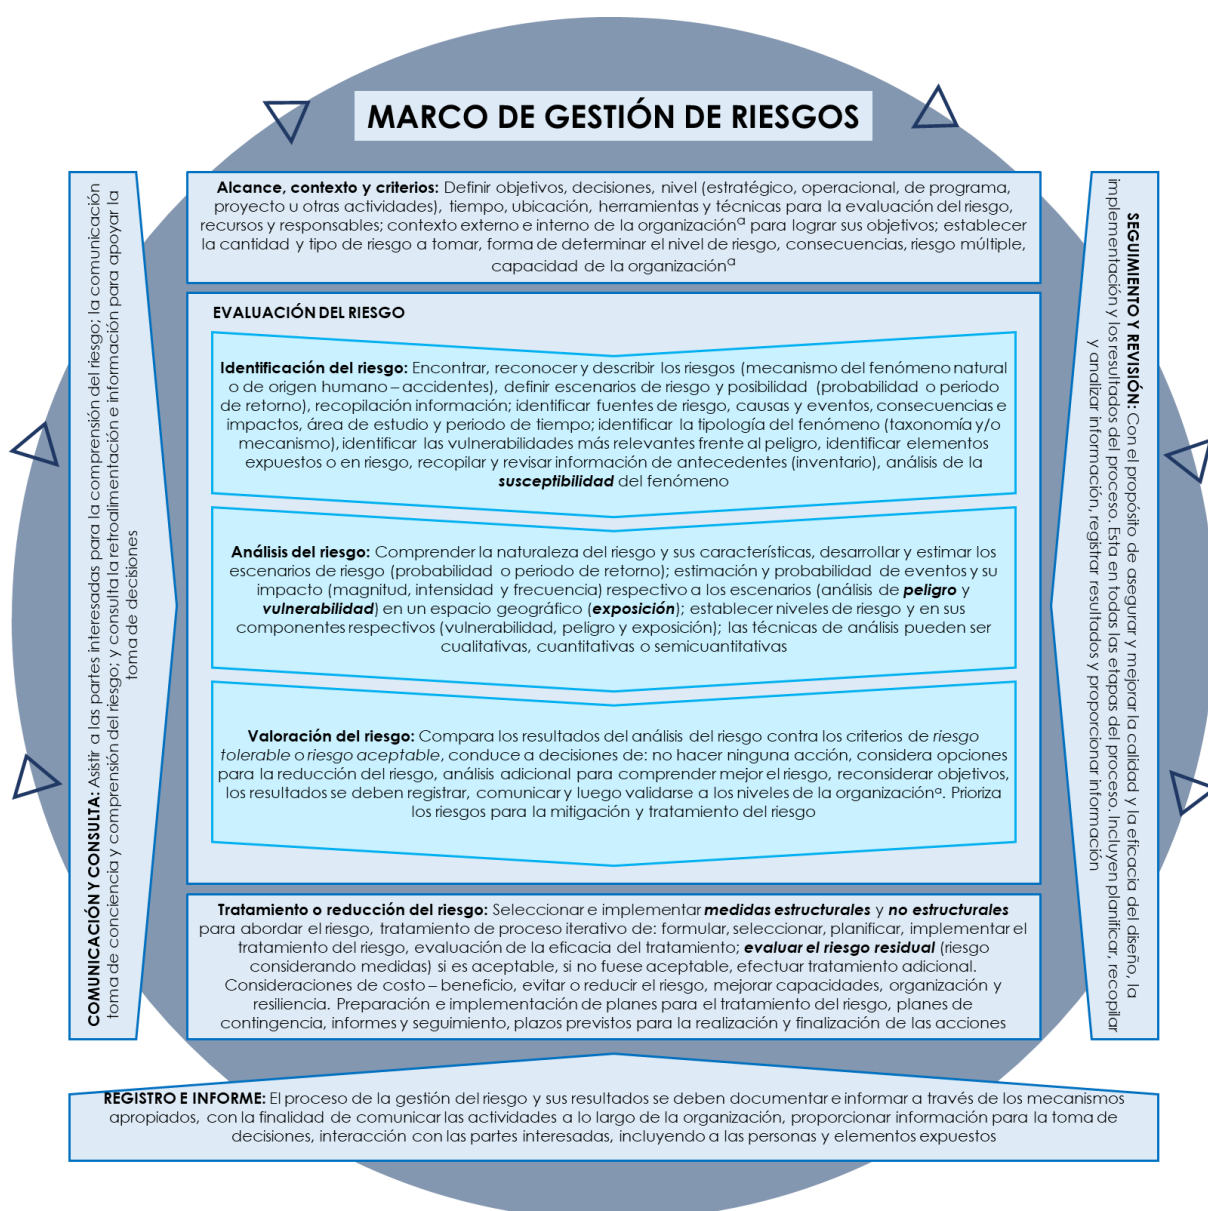 MARCO DE GESTIÓN DE RIESGOS
Alcance, contexto y criterios: Definir objetivos, decisiones, nivel (estratégico, operacional, de programa,
proyecto u otras actividades), tiempo, ubicación, herramientas y técnicas para la evaluación del riesgo,
recursos y responsables; contexto externo e interno de la organizaciónᵃ para lograr sus objetivos; establecer
la cantidad y tipo de riesgo a tomar, forma de determinar el nivel de riesgo, consecuencias, riesgo múltiple,
capacidad de la organizaciónᵃ
COMUNICACIÓN Y CONSULTA: Asistir a las partes interesadas para la comprensión del riesgo; la comunicación
toma de conciencia y comprensión del riesgo; y consulta la retroalimentación e información para apoyar la
toma de decisiones
EVALUACIÓN DEL RIESGO
Identificación del riesgo: Encontrar, reconocer y describir los riesgos (mecanismo del fenómeno natural
o de origen humano – accidentes), definir escenarios de riesgo y posibilidad (probabilidad o periodo
de retorno), recopilación información; identificar fuentes de riesgo, causas y eventos, consecuencias e
impactos, área de estudio y periodo de tiempo; identificar la tipología del fenómeno (taxonomía y/o
mecanismo), identificar las vulnerabilidades más relevantes frente al peligro, identificar elementos
expuestos o en riesgo, recopilar y revisar información de antecedentes (inventario), análisis de la
susceptibilidad del fenómeno
Análisis del riesgo: Comprender la naturaleza del riesgo y sus características, desarrollar y estimar los
escenarios de riesgo (probabilidad o periodo de retorno); estimación y probabilidad de eventos y su
impacto (magnitud, intensidad y frecuencia) respectivo a los escenarios (análisis de peligro y
vulnerabilidad) en un espacio geográfico (exposición); establecer niveles de riesgo y en sus
componentes respectivos (vulnerabilidad, peligro y exposición); las técnicas de análisis pueden ser
cualitativas, cuantitativas o semicuantitativas
Valoración del riesgo: Compara los resultados del análisis del riesgo contra los criterios de riesgo
tolerable o riesgo aceptable, conduce a decisiones de: no hacer ninguna acción, considera opciones
para la reducción del riesgo, análisis adicional para comprender mejor el riesgo, reconsiderar objetivos,
los resultados se deben registrar, comunicar y luego validarse a los niveles de la organizaciónᵃ. Prioriza
los riesgos para la mitigación y tratamiento del riesgo
SEGUIMIENTO Y REVISIÓN: Con el propósito de asegurar y mejorar la calidad y la eficacia del diseño, la
implementación y los resultados del proceso. Esta en todas las etapas del proceso. Incluyen planificar, recopilar
y analizar información, registrar resultados y proporcionar información
Tratamiento o reducción del riesgo: Seleccionar e implementar medidas estructurales y no estructurales
para abordar el riesgo, tratamiento de proceso iterativo de: formular, seleccionar, planificar, implementar el
tratamiento del riesgo, evaluación de la eficacia del tratamiento; evaluar el riesgo residual (riesgo
considerando medidas) si es aceptable, si no fuese aceptable, efectuar tratamiento adicional.
Consideraciones de costo – beneficio, evitar o reducir el riesgo, mejorar capacidades, organización y
resiliencia. Preparación e implementación de planes para el tratamiento del riesgo, planes de
contingencia, informes y seguimiento, plazos previstos para la realización y finalización de las acciones
REGISTRO E INFORME: El proceso de la gestión del riesgo y sus resultados se deben documentar e informar a través de los mecanismos
apropiados, con la finalidad de comunicar las actividades a lo largo de la organización, proporcionar información para la toma de
decisiones, interacción con las partes interesadas, incluyendo a las personas y elementos expuestos